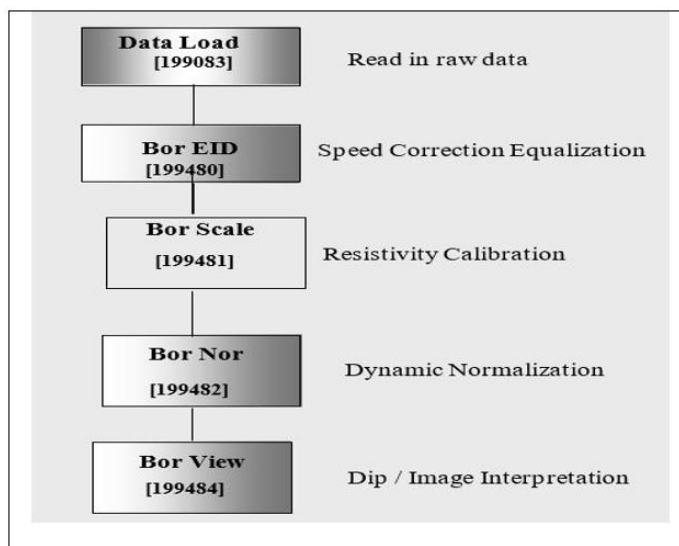 Data Load
[199083]
Read in raw data
Bor EID
[199480]
Speed Correction Equalization
Bor Scale
[199481]
Resistivity Calibration
Bor Nor
[199482]
Dynamic Normalization
Bor View
[199484]
Dip / Image Interpretation